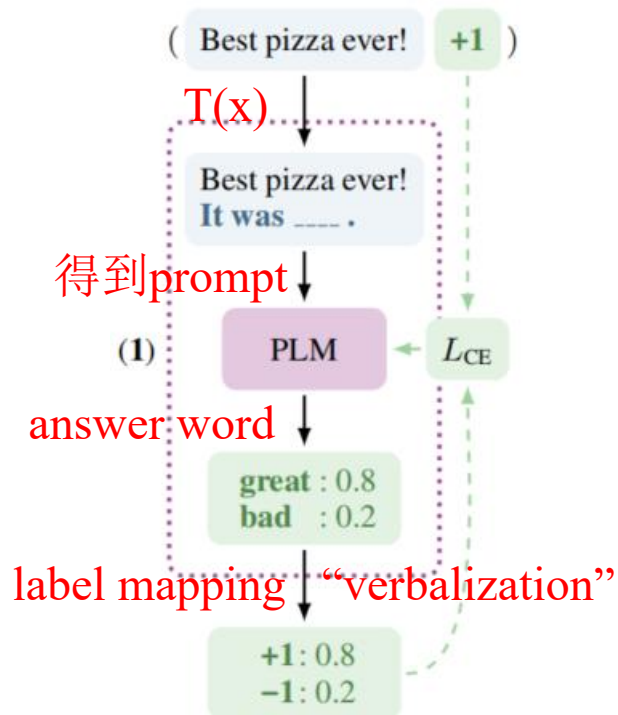 ( Best pizza ever! +1 )
T(x)
Best pizza ever!
It was ____ .
得到prompt
(1) PLM L_CE
answer word
great : 0.8
bad : 0.2
label mapping “verbalization”
+1: 0.8
−1: 0.2